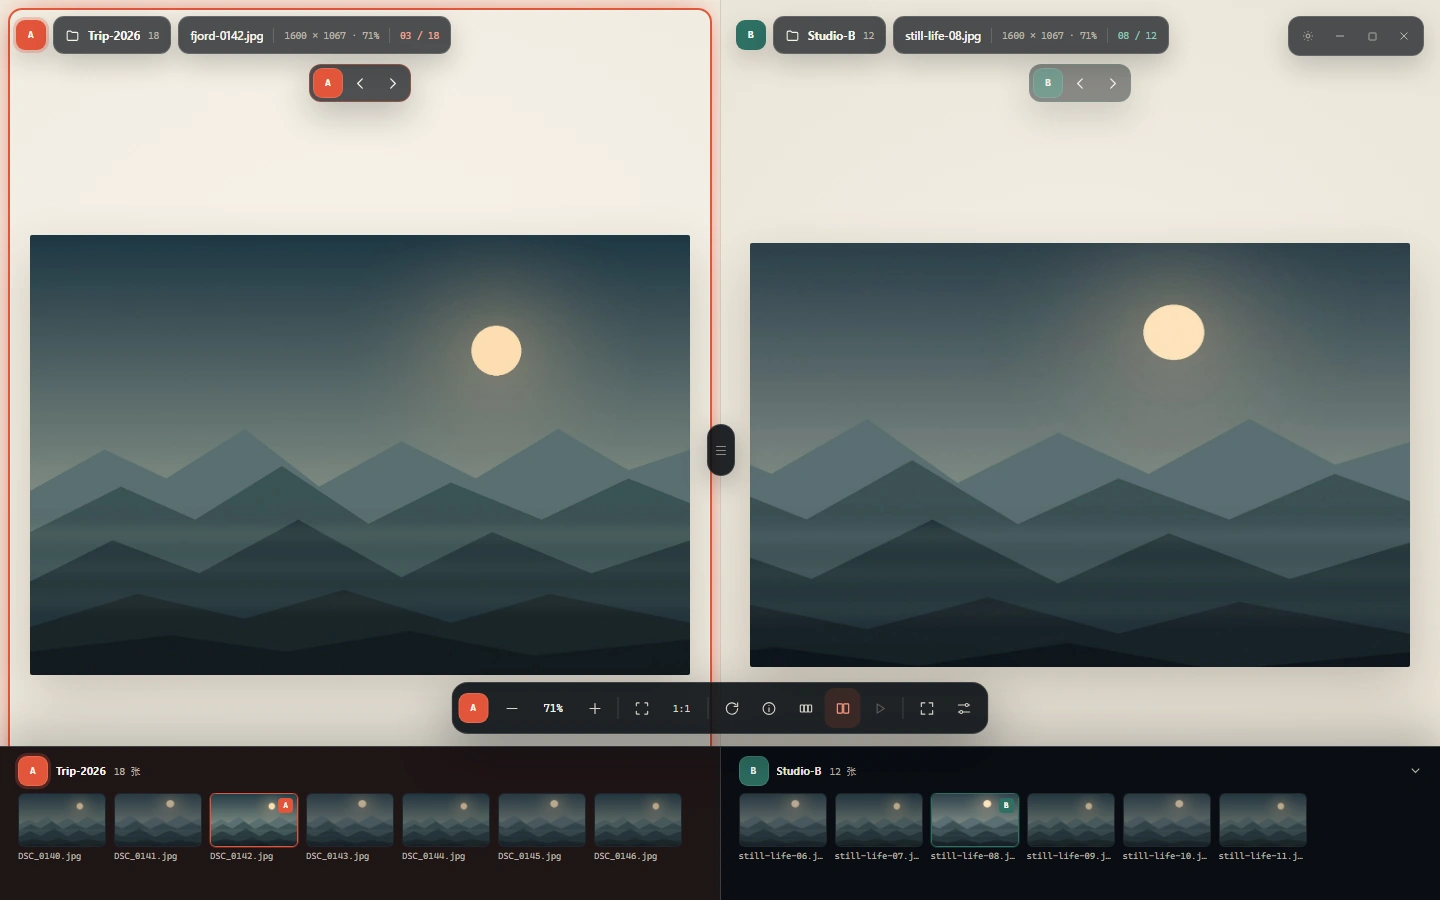 A Trip-2026 18 fjord-0142.jpg 1600 × 1067 · 71% 03 / 18
A
B Studio-B 12 still-life-08.jpg 1600 × 1067 · 71% 08 / 12
B
A 71% 1:1
A Trip-2026 18 张
A
DSC_0140.jpg DSC_0141.jpg DSC_0142.jpg DSC_0143.jpg DSC_0144.jpg DSC_0145.jpg DSC_0146.jpg
B Studio-B 12 张
B
still-life-06.j… still-life-07.j… still-life-08.j… still-life-09.j… still-life-10.j… still-life-11.j…